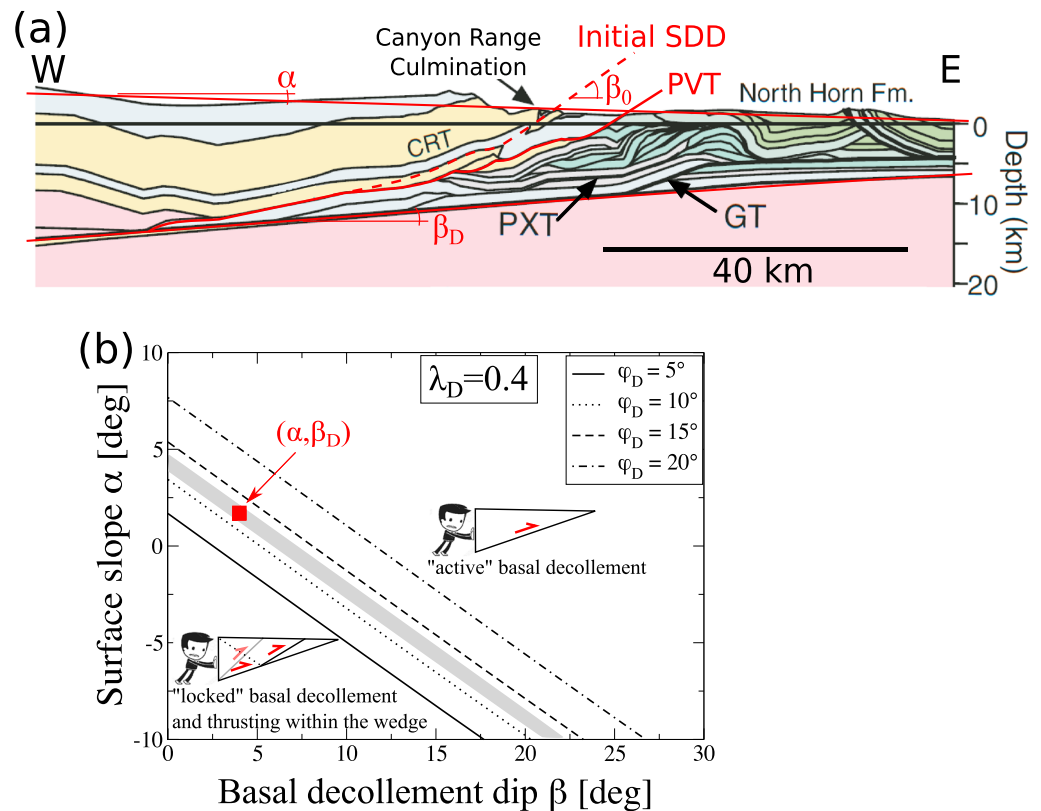 (a)
W
E
Canyon Range
Culmination
Initial SDD
PVT
α
β0
North Horn Fm.
CRT
βD
PXT
GT
40 km
0
-10
-20
Depth (km)
(b)
λD=0.4
φD = 5°
φD = 10°
φD = 15°
φD = 20°
(α,βD)
"active" basal decollement
"locked" basal decollement
and thrusting within the wedge
10
5
0
-5
-10
Surface slope α [deg]
0
5
10
15
20
25
30
Basal decollement dip β [deg]